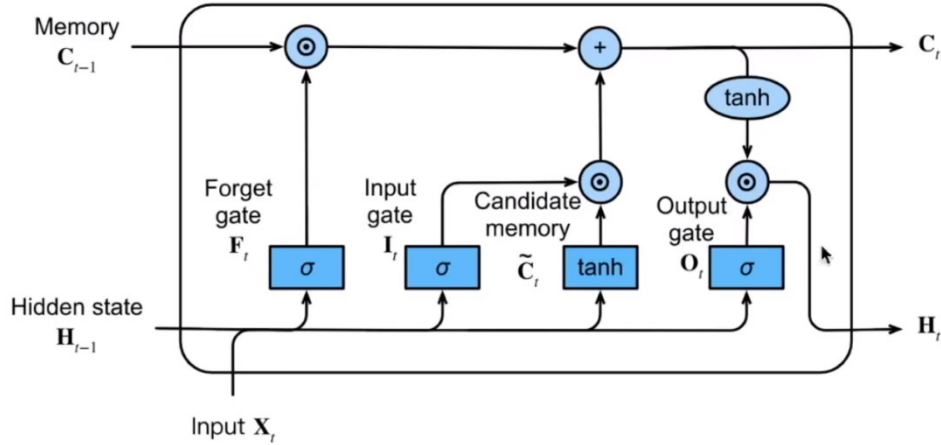 Memory
C_{t-1}
⊙
+
C_t
tanh
Forget
gate
F_t
Input
gate
I_t
⊙
Candidate
memory
C̃_t
⊙
Output
gate
O_t
σ
σ
tanh
σ
Hidden state
H_{t-1}
H_t
Input X_t